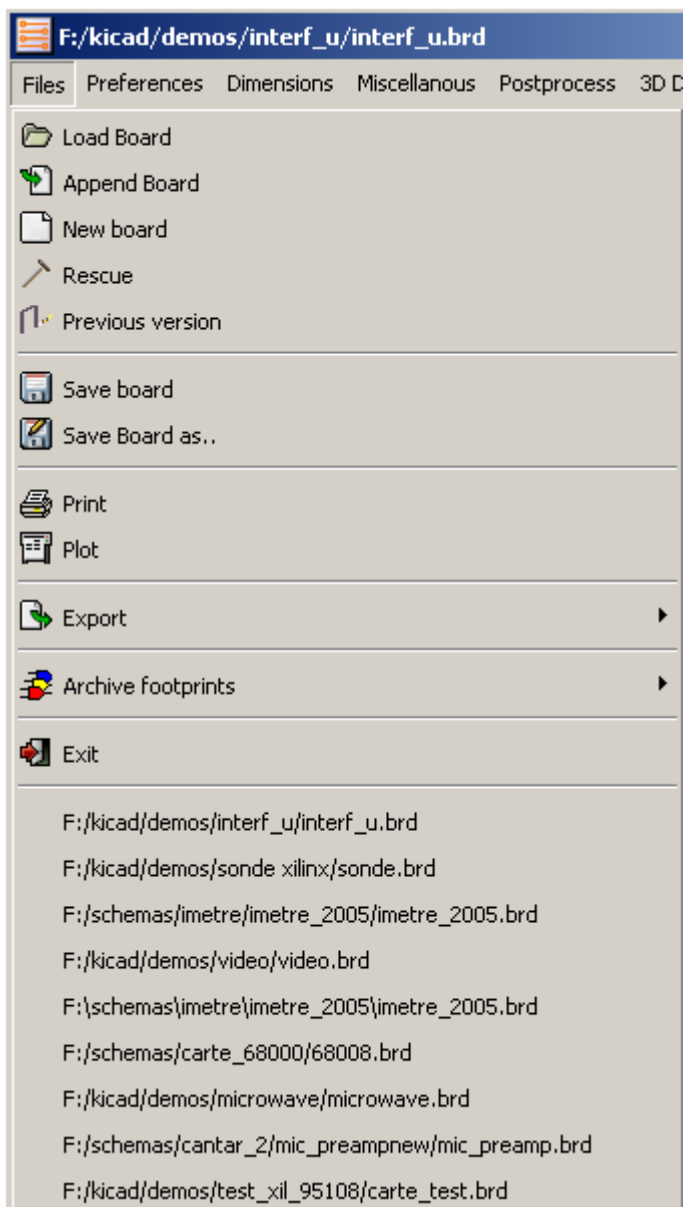 F:/kicad/demos/interf_u/interf_u.brd
Files Preferences Dimensions Miscellanous Postprocess 3D D
Load Board
Append Board
New board
Rescue
Previous version
Save board
Save Board as..
Print
Plot
Export
Archive footprints
Exit
F:/kicad/demos/interf_u/interf_u.brd
F:/kicad/demos/sonde xilinx/sonde.brd
F:/schemas/imetre/imetre_2005/imetre_2005.brd
F:/kicad/demos/video/video.brd
F:\schemas\imetre\imetre_2005\imetre_2005.brd
F:/schemas/carte_68000/68008.brd
F:/kicad/demos/microwave/microwave.brd
F:/schemas/cantar_2/mic_preampnew/mic_preamp.brd
F:/kicad/demos/test_xil_95108/carte_test.brd